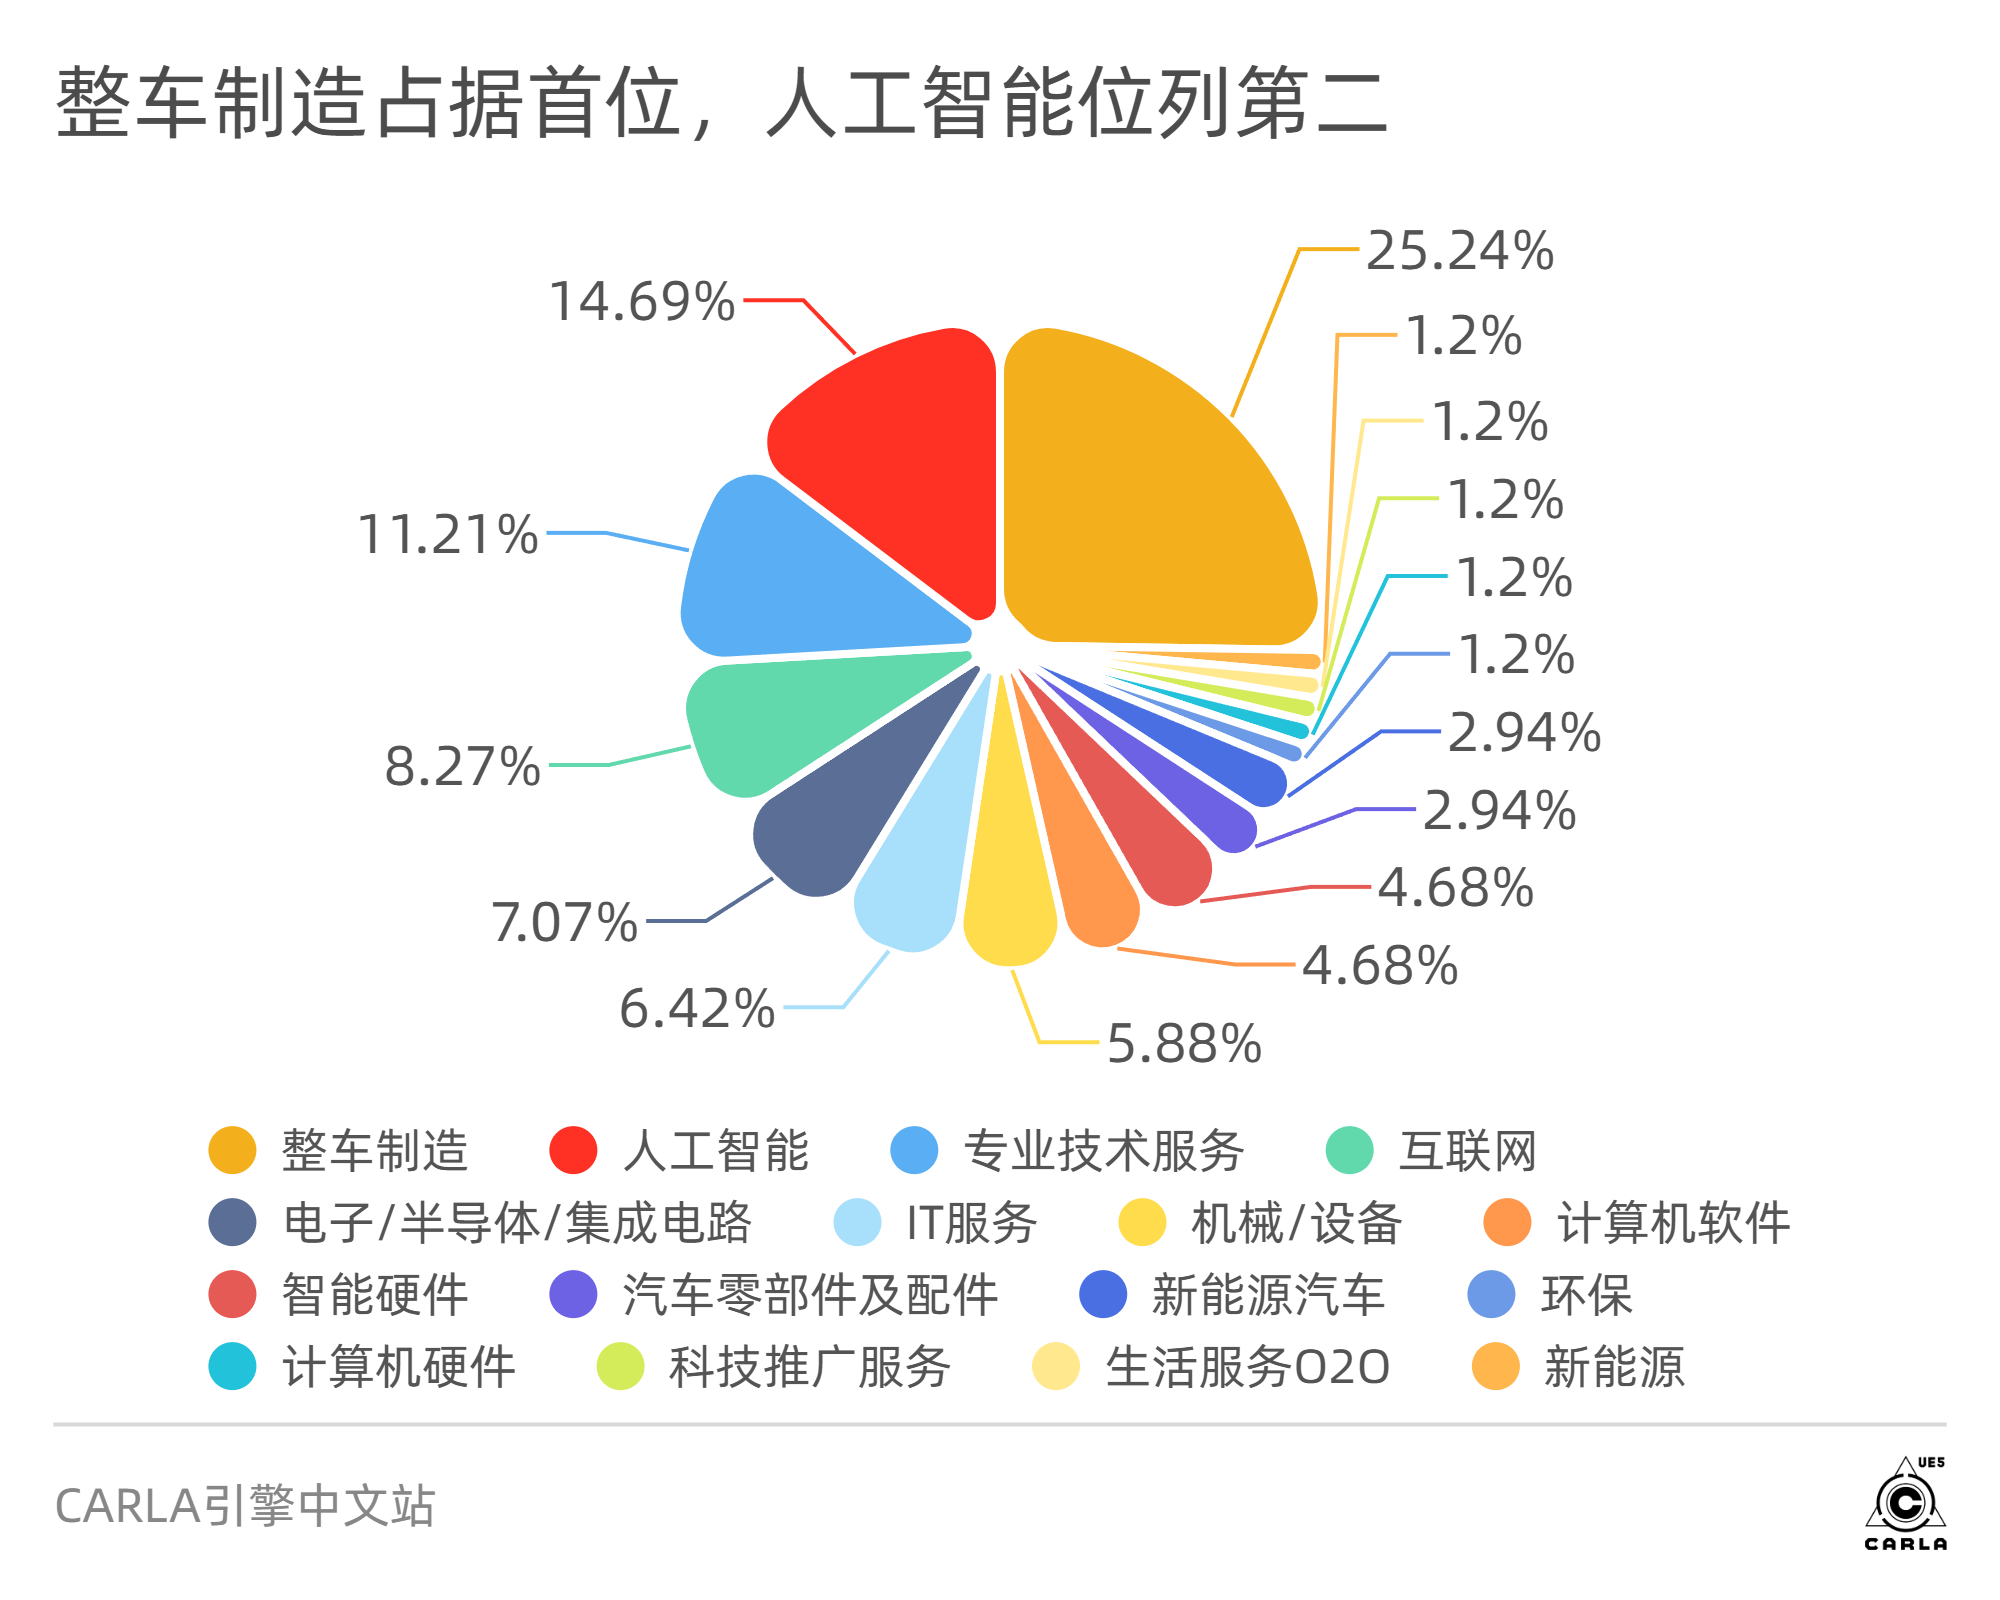 整车制造占据首位，人工智能位列第二
25.24%
14.69%
1.2%
1.2%
1.2%
11.21%
1.2%
1.2%
2.94%
8.27%
2.94%
4.68%
7.07%
4.68%
6.42%
5.88%
整车制造 人工智能 专业技术服务 互联网
电子/半导体/集成电路 IT服务 机械/设备 计算机软件
智能硬件 汽车零部件及配件 新能源汽车 环保
计算机硬件 科技推广服务 生活服务O2O 新能源
UE5
CARLA引擎中文站
C
CARLA